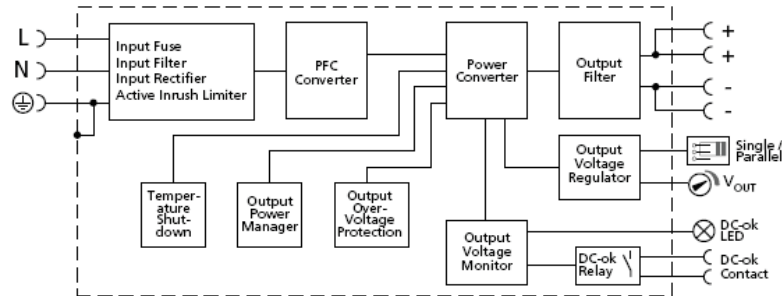 L
N
Input Fuse
Input Filter
Input Rectifier
Active Inrush Limiter
PFC
Converter
Power
Converter
Output
Filter
+
+
-
-
Output
Voltage
Regulator
Single /
Parallel
VOUT
Temper-
ature
Shut-
down
Output
Power
Manager
Output
Over-
Voltage
Protection
Output
Voltage
Monitor
DC-ok
LED
DC-ok
Relay
DC-ok
Contact